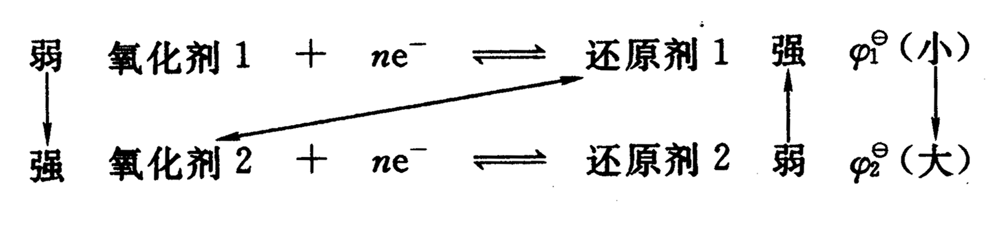 弱 氧化剂 1 + ne⁻ ⇌ 还原剂 1 强 φ₁^⊖ (小)
强 氧化剂 2 + ne⁻ ⇌ 还原剂 2 弱 φ₂^⊖ (大)